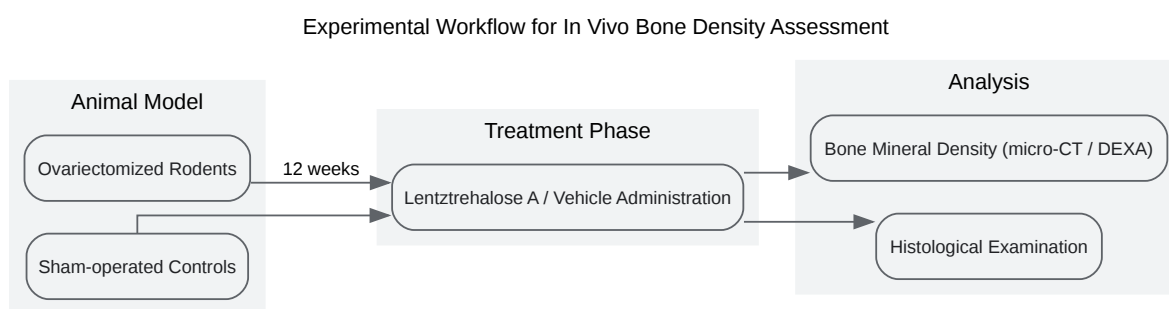 Experimental Workflow for In Vivo Bone Density Assessment
Animal Model
Ovariectomized Rodents
Sham-operated Controls
12 weeks
Treatment Phase
Lentztrehalose A / Vehicle Administration
Analysis
Bone Mineral Density (micro-CT / DEXA)
Histological Examination